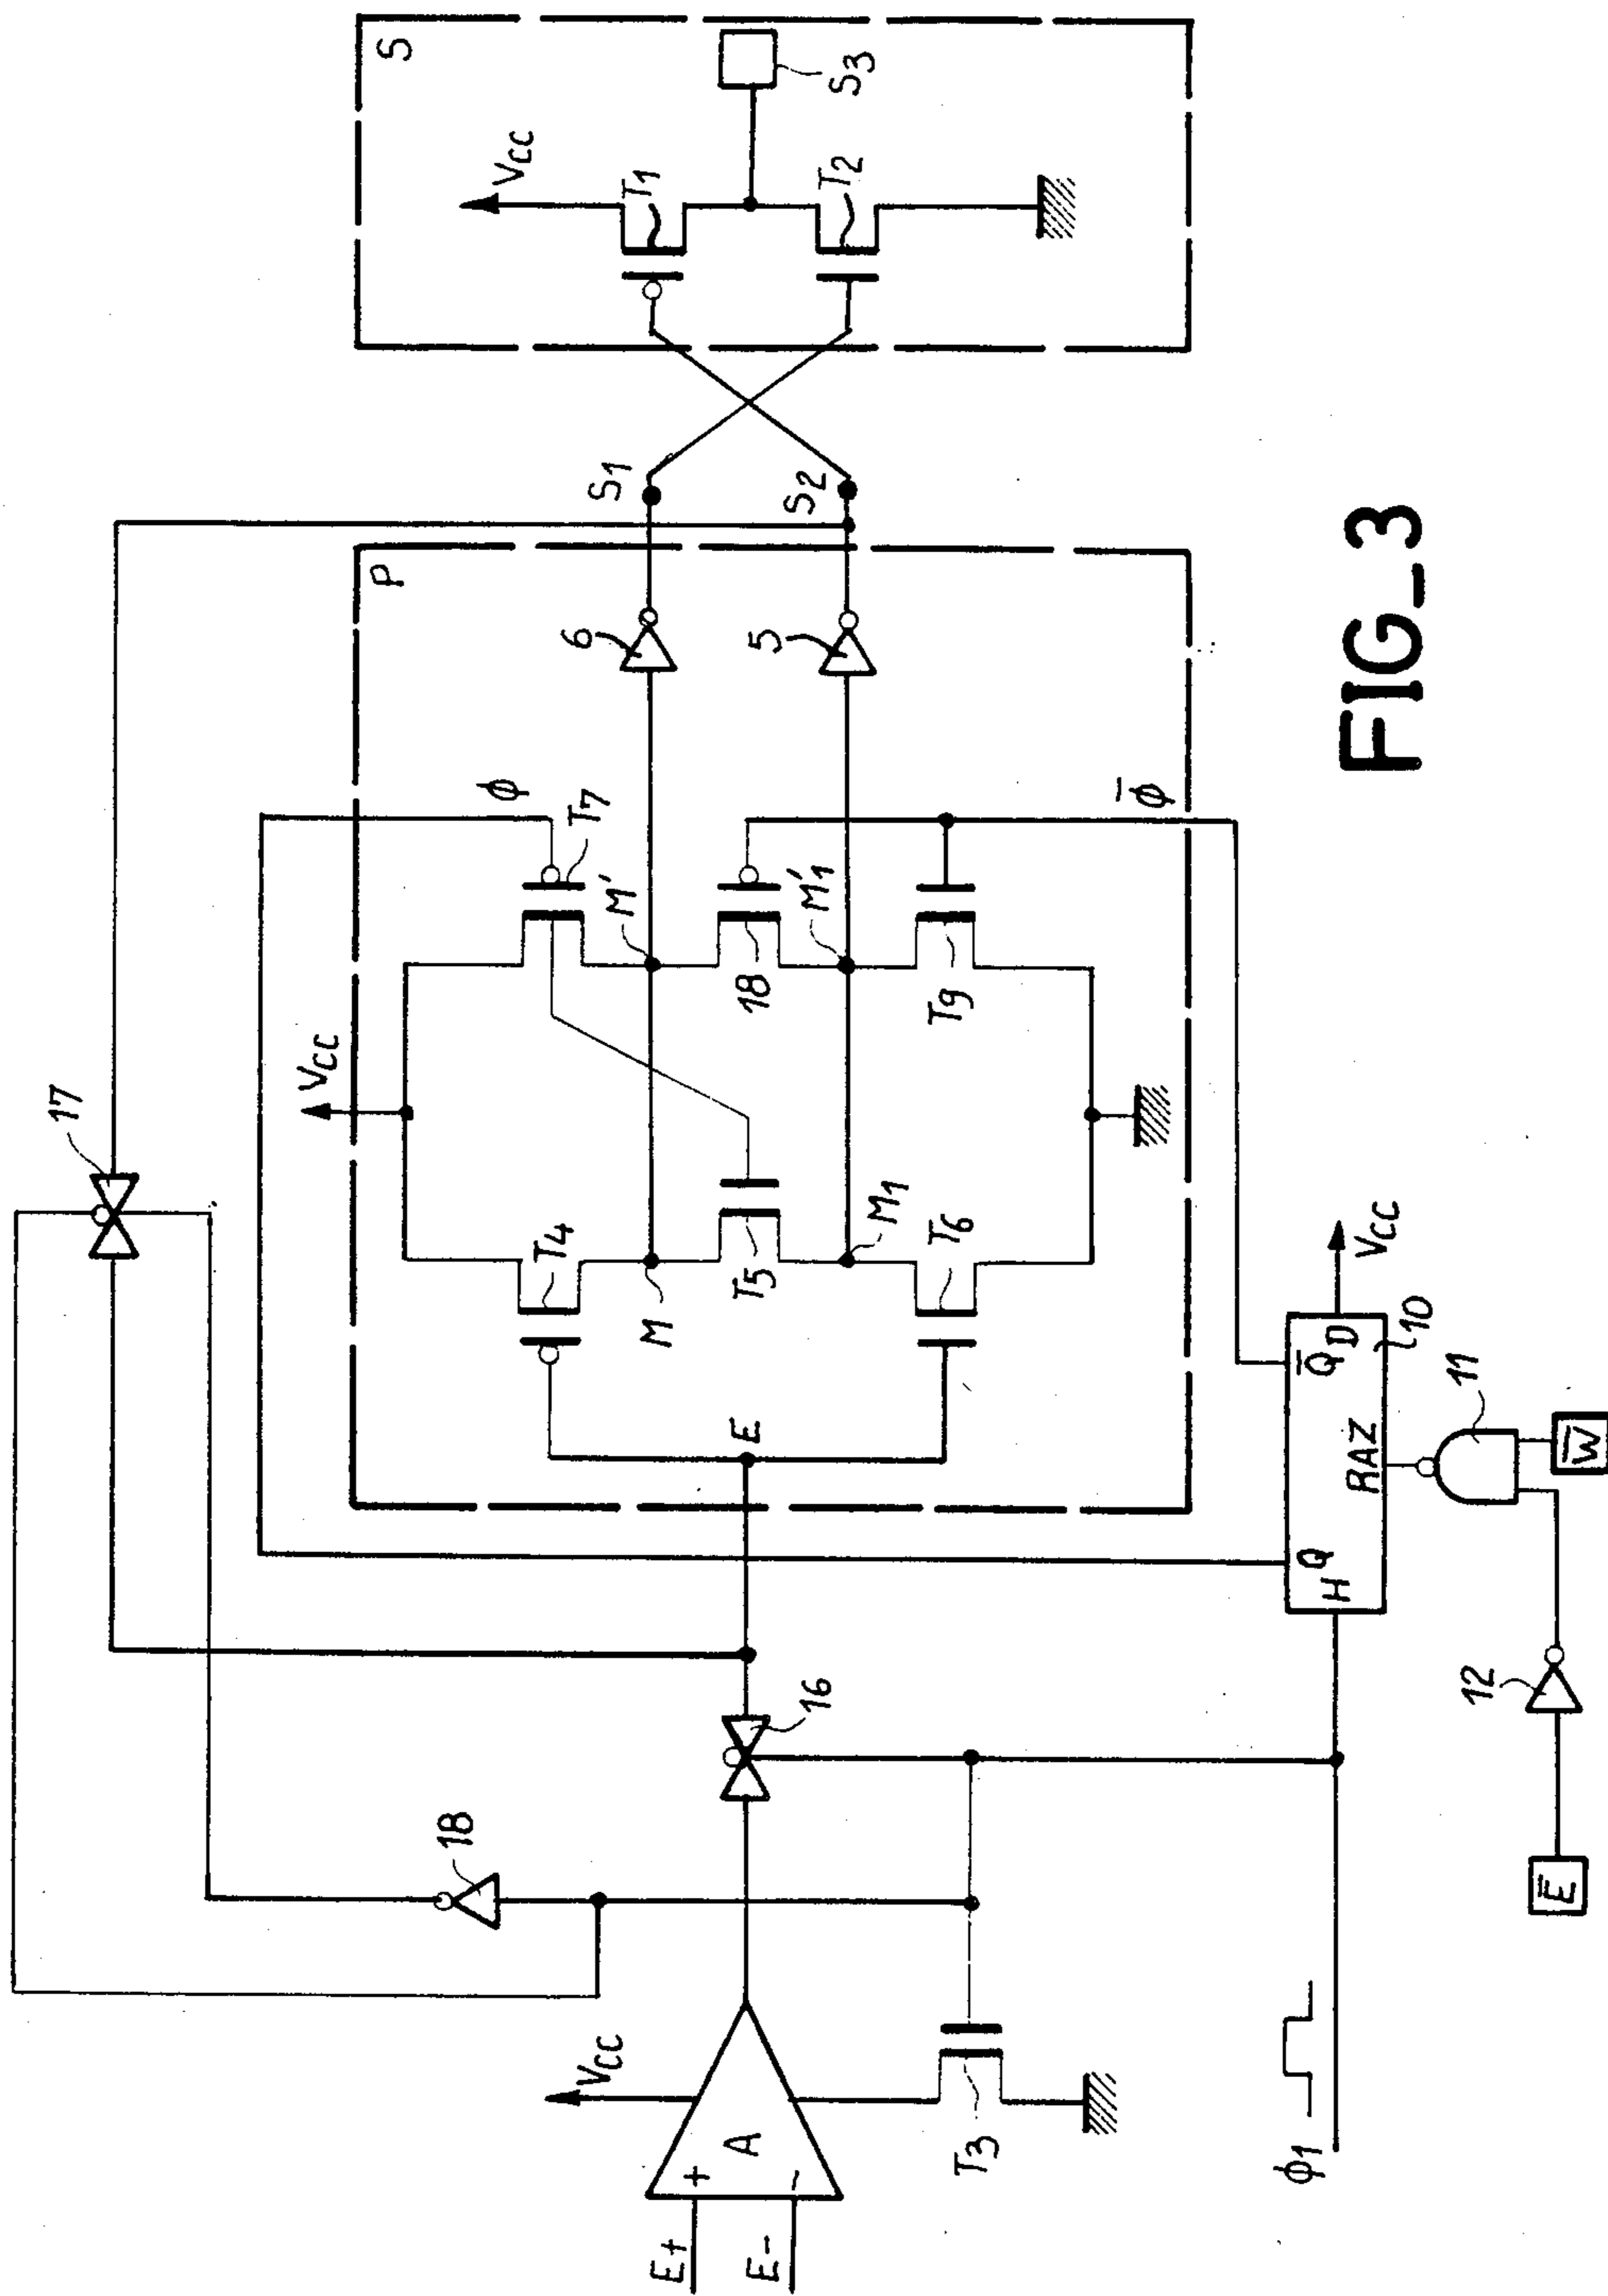 E+
E-
+
-
A
VCC
T3
ϕ1
18
16
17
E
P
VCC
T4
M
T5
M1
T6
ϕ
T7
M'
18
M'1
T9
ϕ̄
6
5
S1
S2
S
VCC
T1
T2
S3
H
Q
Q̄
D
RAZ
10
VCC
11
12
E̅
W̅
FIG_3